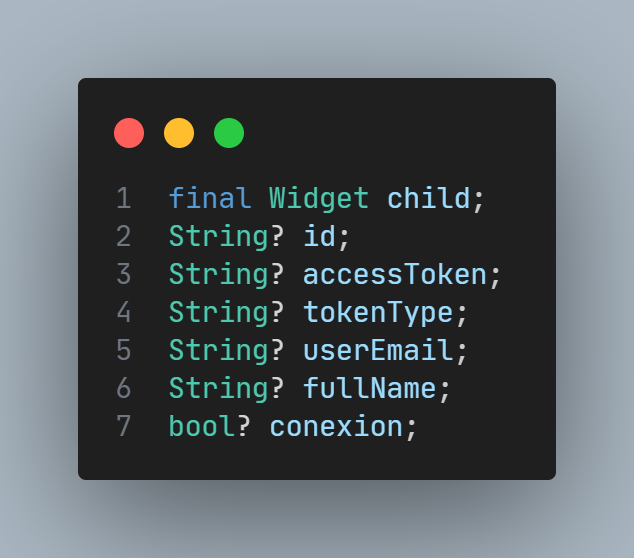 1 final Widget child;
2 String? id;
3 String? accessToken;
4 String? tokenType;
5 String? userEmail;
6 String? fullName;
7 bool? conexion;